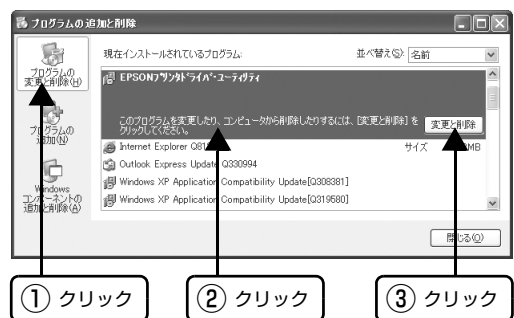 プログラムの追加と削除
現在インストールされているプログラム:
並べ替え(S): 名前
プログラムの
変更と削除(H)
EPSONプリンタドライバ・ユーティリティ
このプログラムを変更したり、コンピュータから削除したりするには、[変更と削除] を
クリックしてください。
変更と削除
プログラムの
追加(N)
Internet Explorer
サイズ
MB
Outlook Express Update Q330994
Windows XP Application Compatibility Update[Q308381]
Windows XP Application Compatibility Update[Q319580]
Windows
コンポーネントの
追加と削除(A)
閉じる(O)
① クリック
② クリック
③ クリック